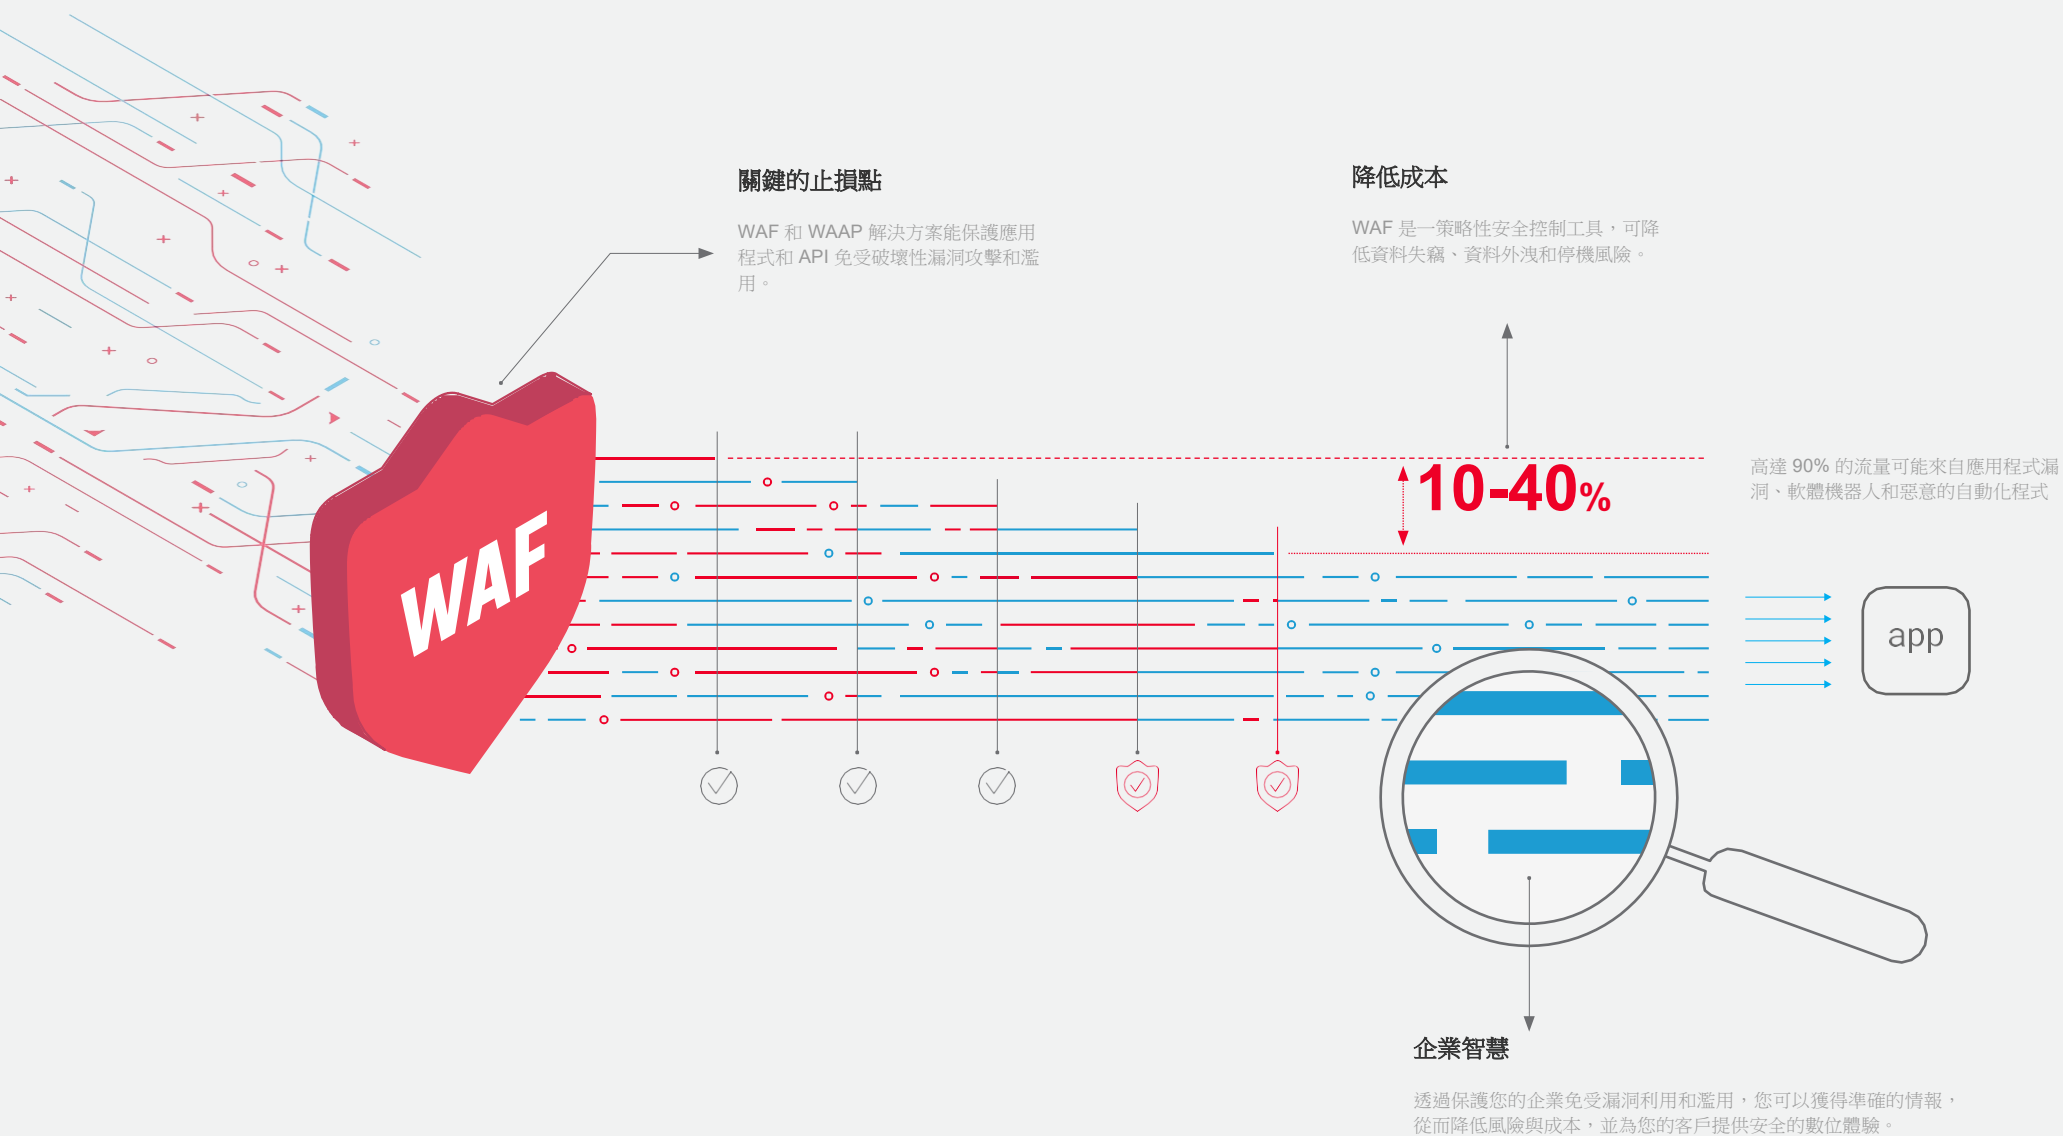 關鍵的止損點
WAF 和 WAAP 解決方案能保護應用
程式和 API 免受破壞性漏洞攻擊和濫
用。
降低成本
WAF 是一策略性安全控制工具，可降
低資料失竊、資料外洩和停機風險。
WAF
10-40%
高達 90% 的流量可能來自應用程式漏
洞、軟體機器人和惡意的自動化程式
app
企業智慧
透過保護您的企業免受漏洞利用和濫用，您可以獲得準確的情報，
從而降低風險與成本，並為您的客戶提供安全的數位體驗。